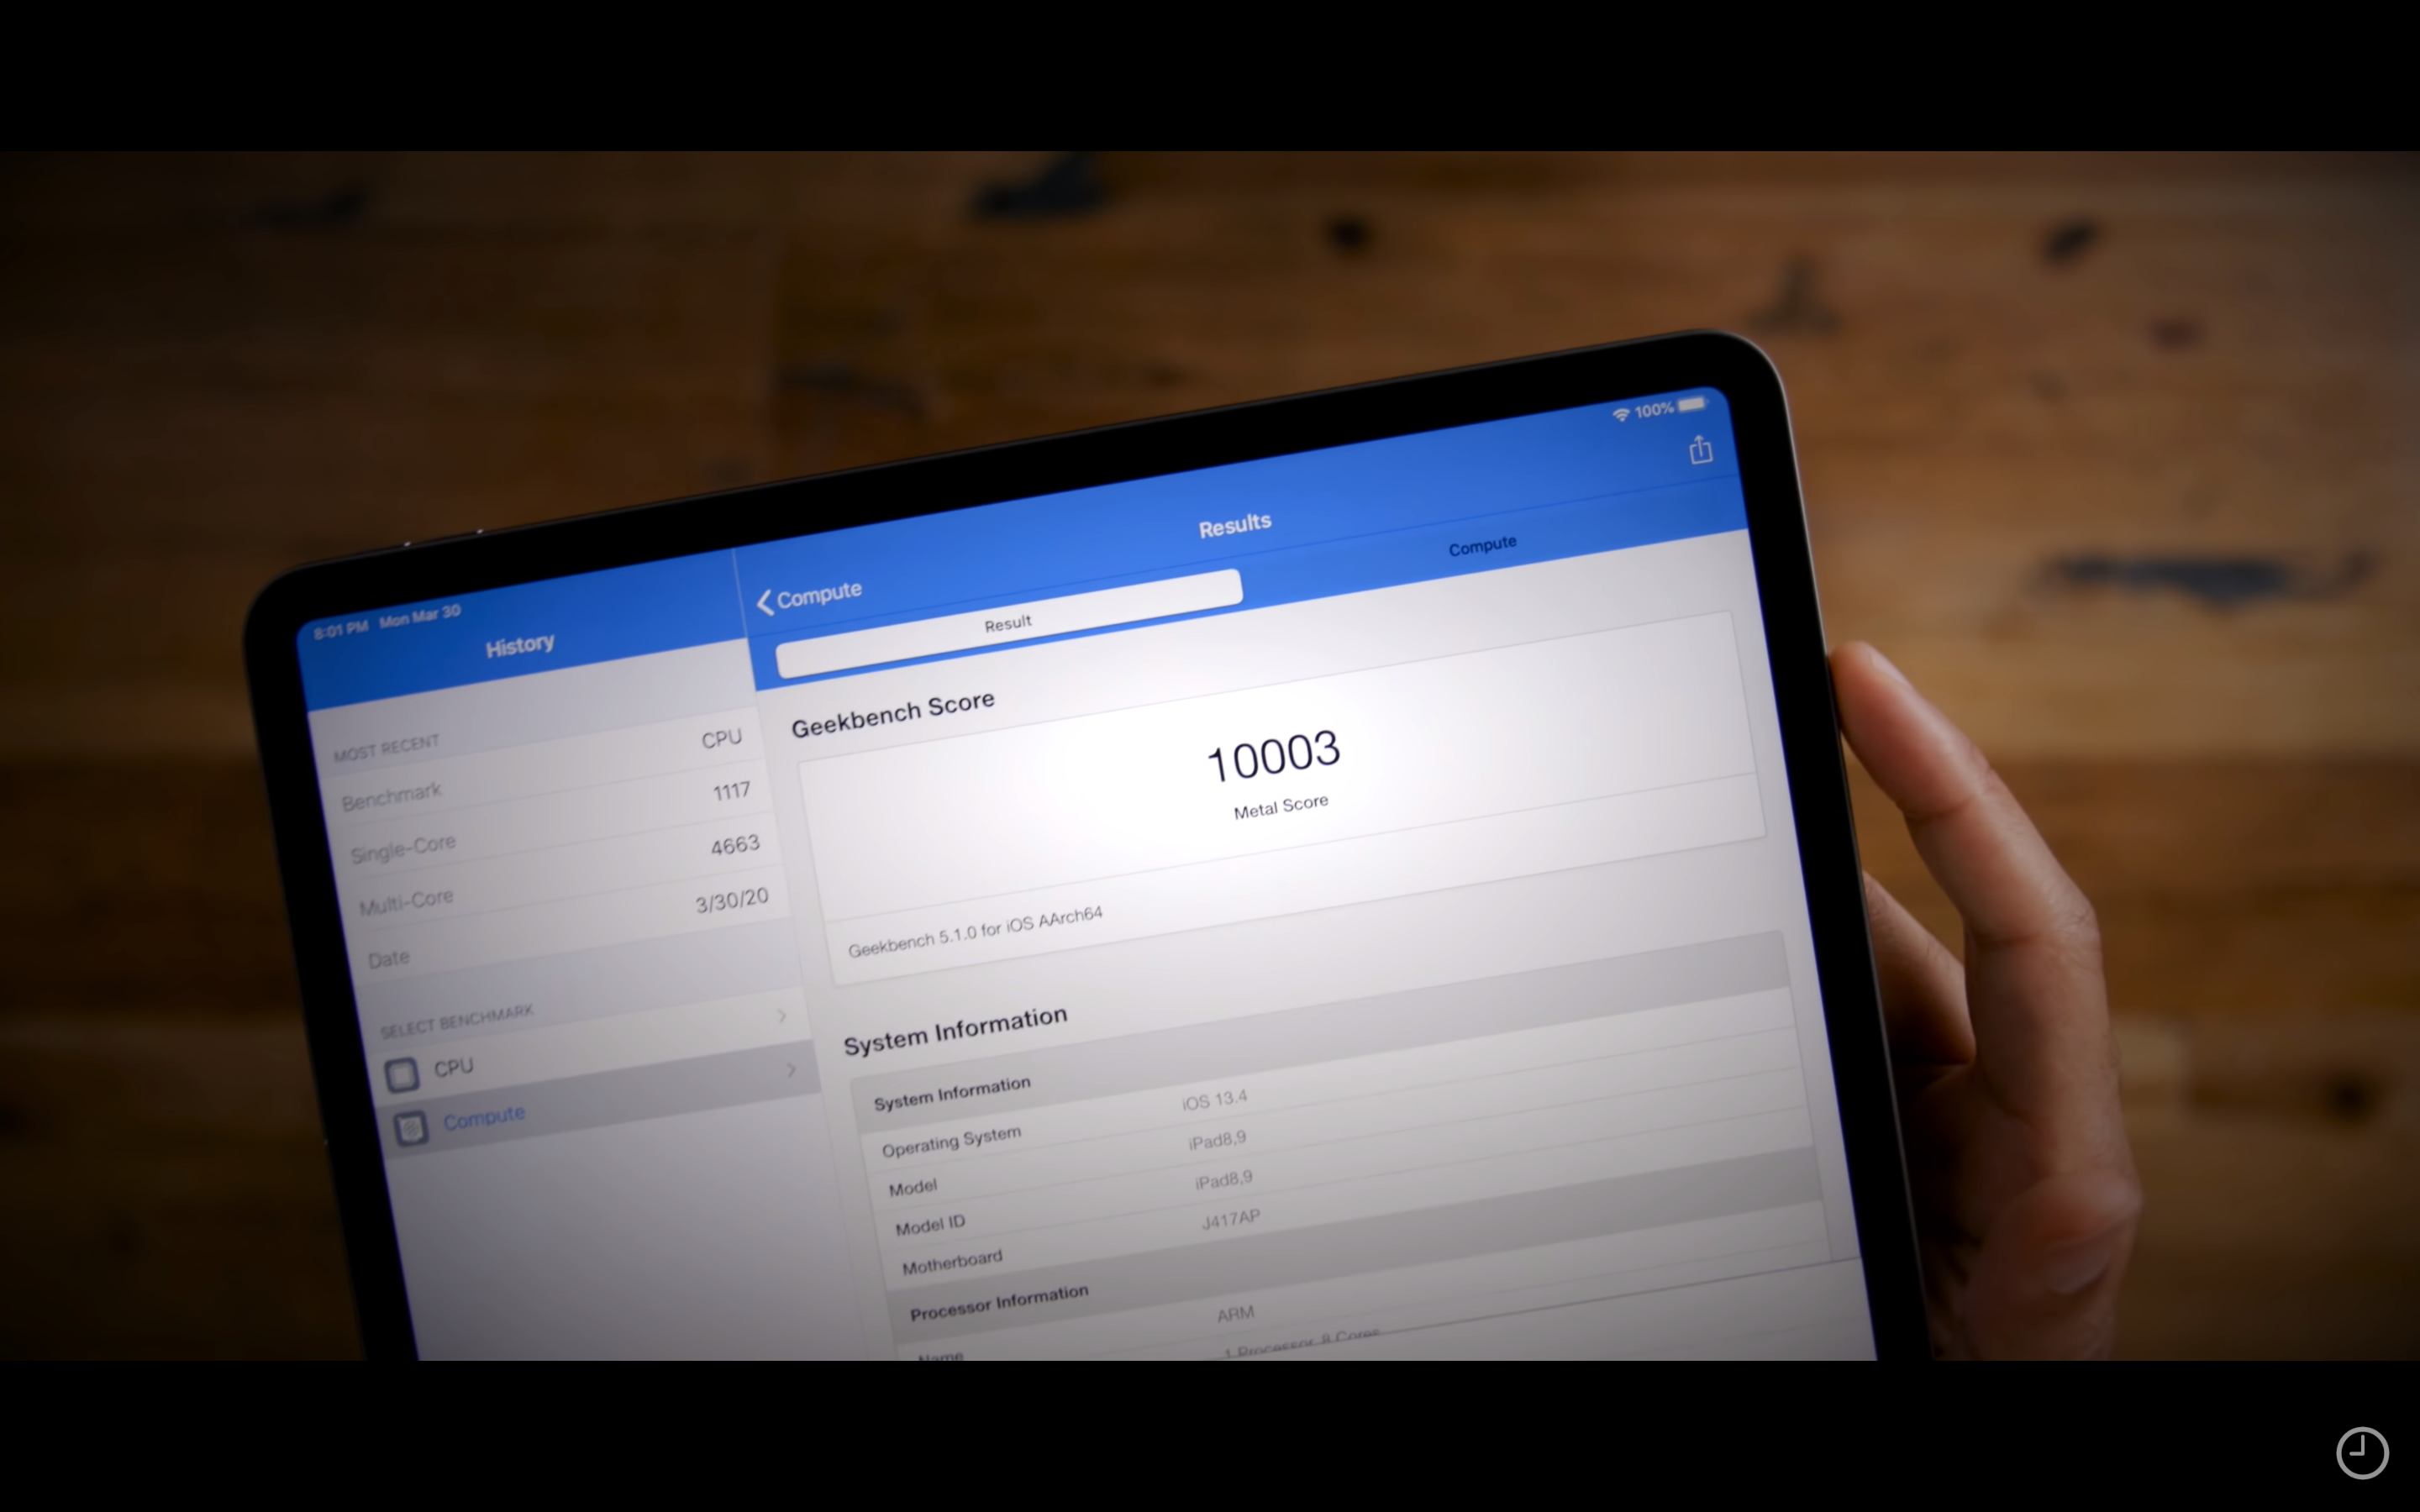 8:01 PM Mon Mar 30
100%
History
MOST RECENT
Benchmark CPU
Single-Core 1117
Multi-Core 4663
Date 3/30/20
SELECT BENCHMARK
CPU
Compute
Compute
Results
Result
Compute
Geekbench Score
10003
Metal Score
Geekbench 5.1.0 for iOS AArch64
System Information
System Information
Operating System iOS 13.4
Model iPad8,9
Model ID iPad8,9
Motherboard J417AP
Processor Information
Name ARM
1 Processor, 8 Cores